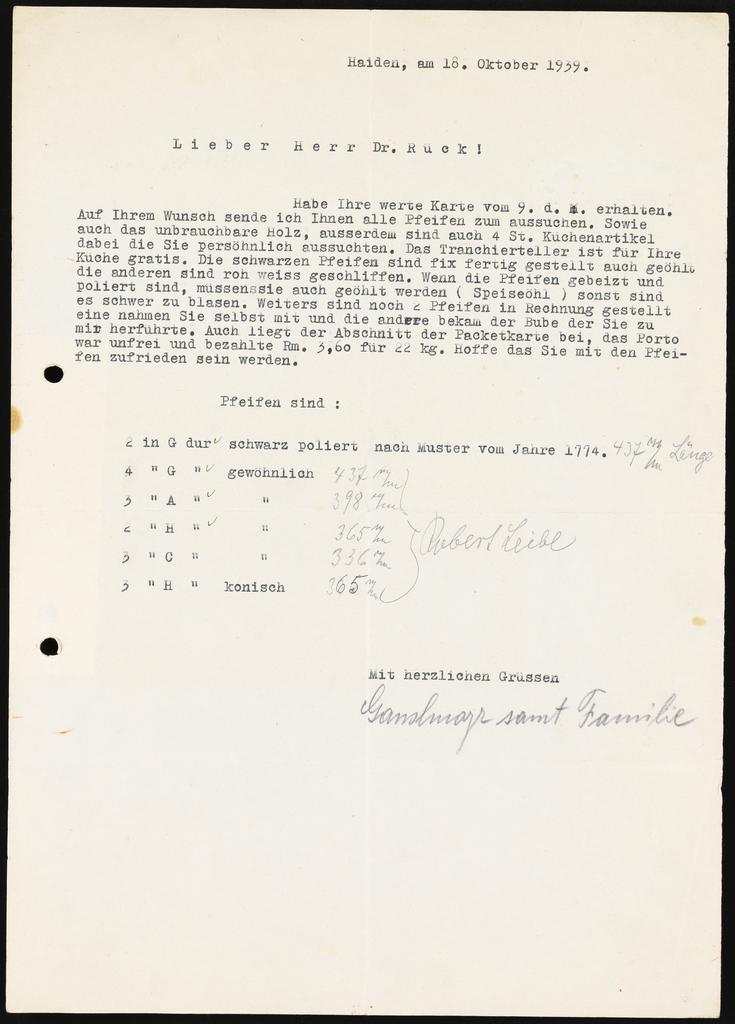 Haiden, am 18. Oktober 1939.
Lieber Herr Dr. Rück!
Habe Ihre werte Karte vom 9. d. M. erhalten.
Auf Ihrem Wunsch sende ich Ihnen alle Pfeifen zum aussuchen. Sowie
auch das unbrauchbare Holz, ausserdem sind auch 4 St. Küchenartikel
dabei die Sie persöhnlich aussuchten. Das Tranchierteller ist für Ihre
Küche gratis. Die schwarzen Pfeifen sind fix fertig gestellt auch geöhlt
die anderen sind roh weiss geschliffen. Wenn die Pfeifen gebeizt und
poliert sind, müssensie auch geöhlt werden ( Speiseöhl ) sonst sind
es schwer zu blasen. Weiters sind noch 2 Pfeifen in Rechnung gestellt
eine nahmen Sie selbst mit und die andere bekam der Bube der Sie zu
mir herführte. Auch liegt der Abschnitt der Packetkarte bei, das Porto
war unfrei und bezahlte Rm. 3,60 für 22 kg. Hoffe das Sie mit den Pfei-
fen zufrieden sein werden.
Pfeifen sind :
2 in G dur ✓ schwarz poliert nach Muster vom Jahre 1774. 437 m/m Länge
4 " G " ✓ gewöhnlich 437 m/m
3 " A " ✓ " 398 m/m
2 " H " ✓ " 365 m/m
3 " C " " 336 m/m Robert Leibe
3 " H " konisch 365 m/m
Mit herzlichen Grüssen
Ganslmayr samt Familie